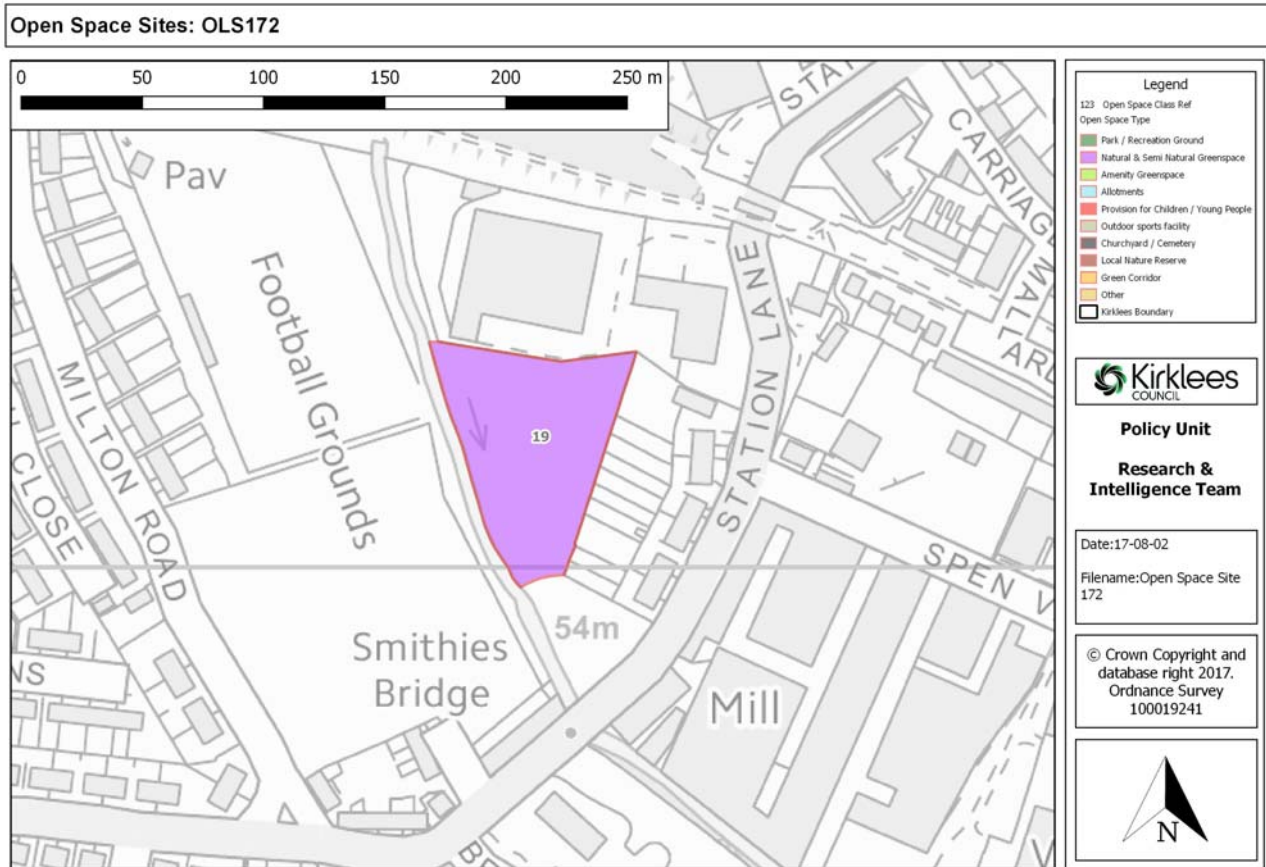 Open Space Sites: OLS172
0 50 100 150 200 250 m
Pav
Football Grounds
MILTON ROAD
CLOSE
STATION LANE
CARRIAGE
MALL
SPEN V
19
54m
Smithies
Bridge
Mill
NS
Legend
123 Open Space Class Ref
Open Space Type
Park / Recreation Ground
Natural & Semi Natural Greenspace
Amenity Greenspace
Allotments
Provision for Children / Young People
Outdoor sports facility
Churchyard / Cemetery
Local Nature Reserve
Green Corridor
Other
Kirklees Boundary
Kirklees
COUNCIL
Policy Unit
Research &
Intelligence Team
Date:17-08-02
Filename:Open Space Site
172
© Crown Copyright and
database right 2017.
Ordnance Survey
100019241
N